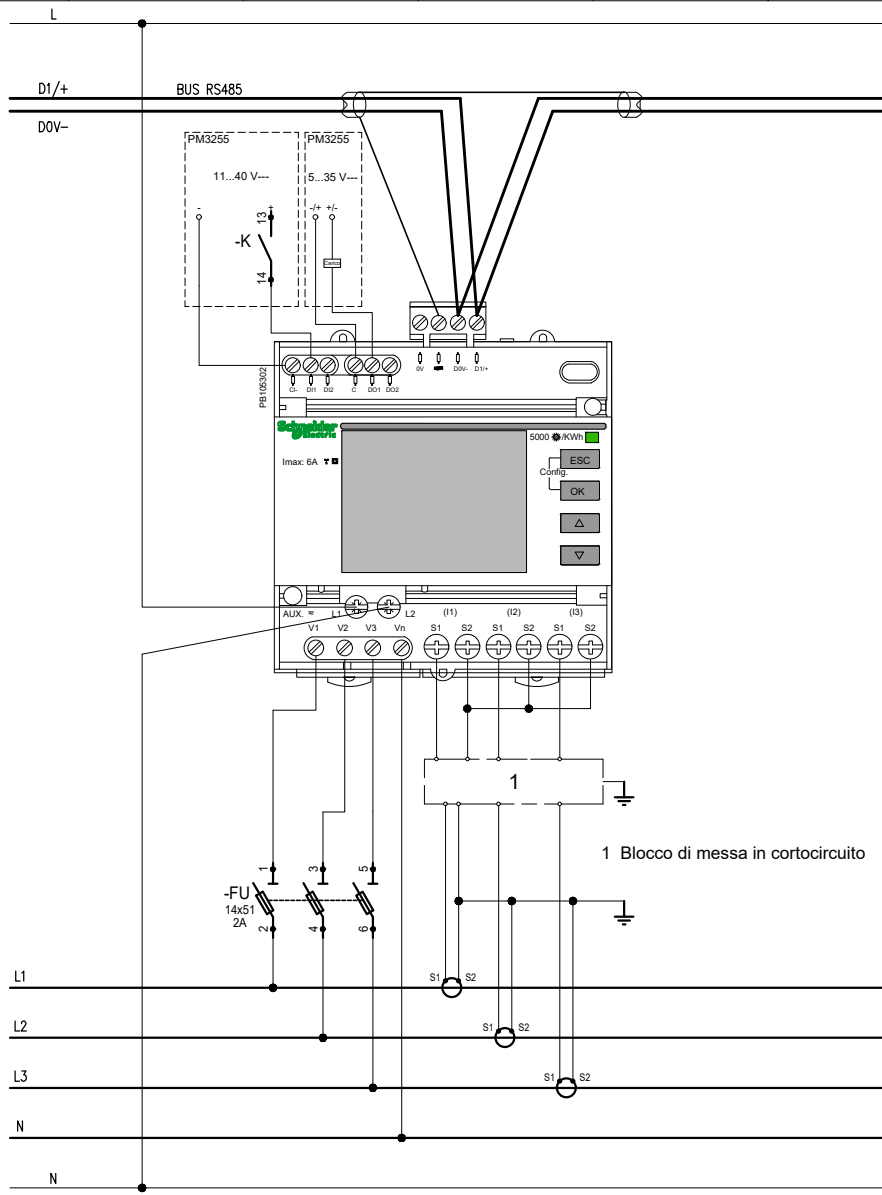 L
D1/+ BUS RS485
D0V-
PM3255 PM3255
11...40 V--- 5...35 V---
- + -/+ +/-
13
-K
14
Carico
0V D0V- D1/+
PB105302
CI- DI1 DI2 C DO1 DO2
Schneider
Electric
5000 /KWh
Imax: 6A
ESC
Config.
OK
AUX. L1 L2 (I1) (I2) (I3)
V1 V2 V3 Vn S1 S2 S1 S2 S1 S2
1
1 Blocco di messa in cortocircuito
1 3 5
-FU
14x51
2A
2 4 6
L1 S1 S2
L2 S1 S2
L3 S1 S2
N
N